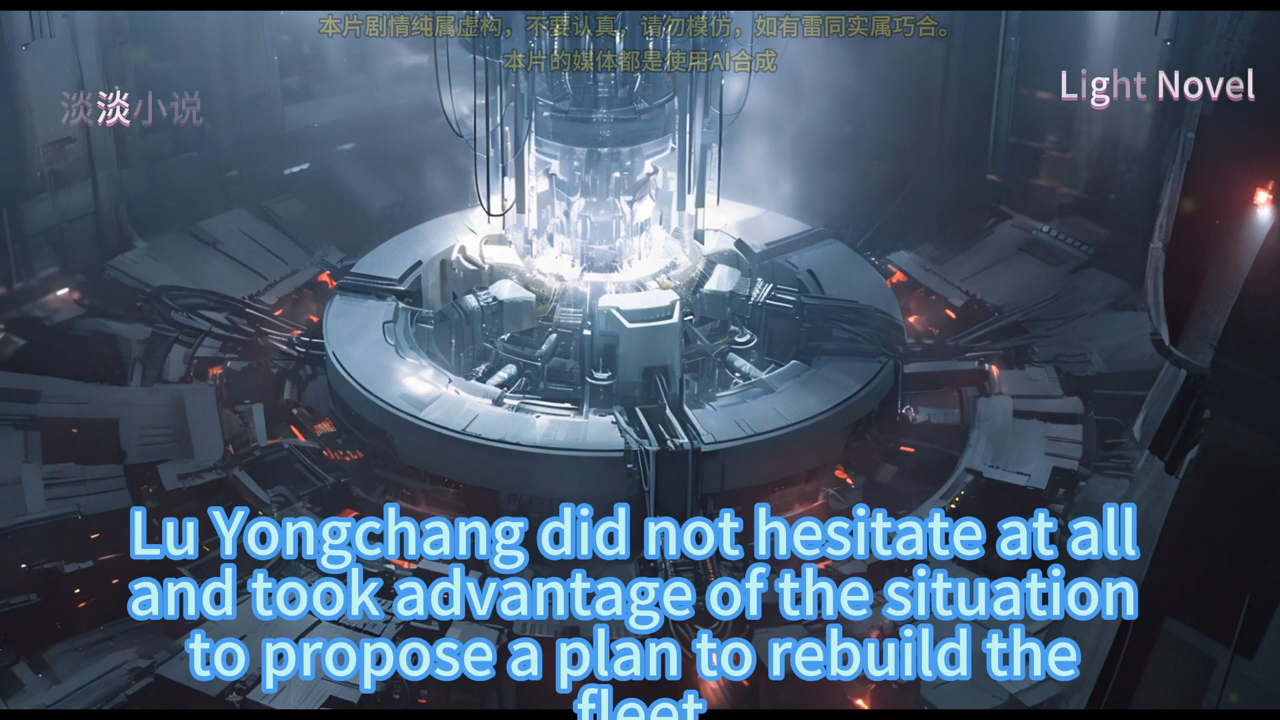 本片剧情纯属虚构，不要认真，请勿模仿，如有雷同实属巧合。
本片的媒体都是使用AI合成
淡淡小说
Light Novel
Lu Yongchang did not hesitate at all
and took advantage of the situation
to propose a plan to rebuild the
fleet